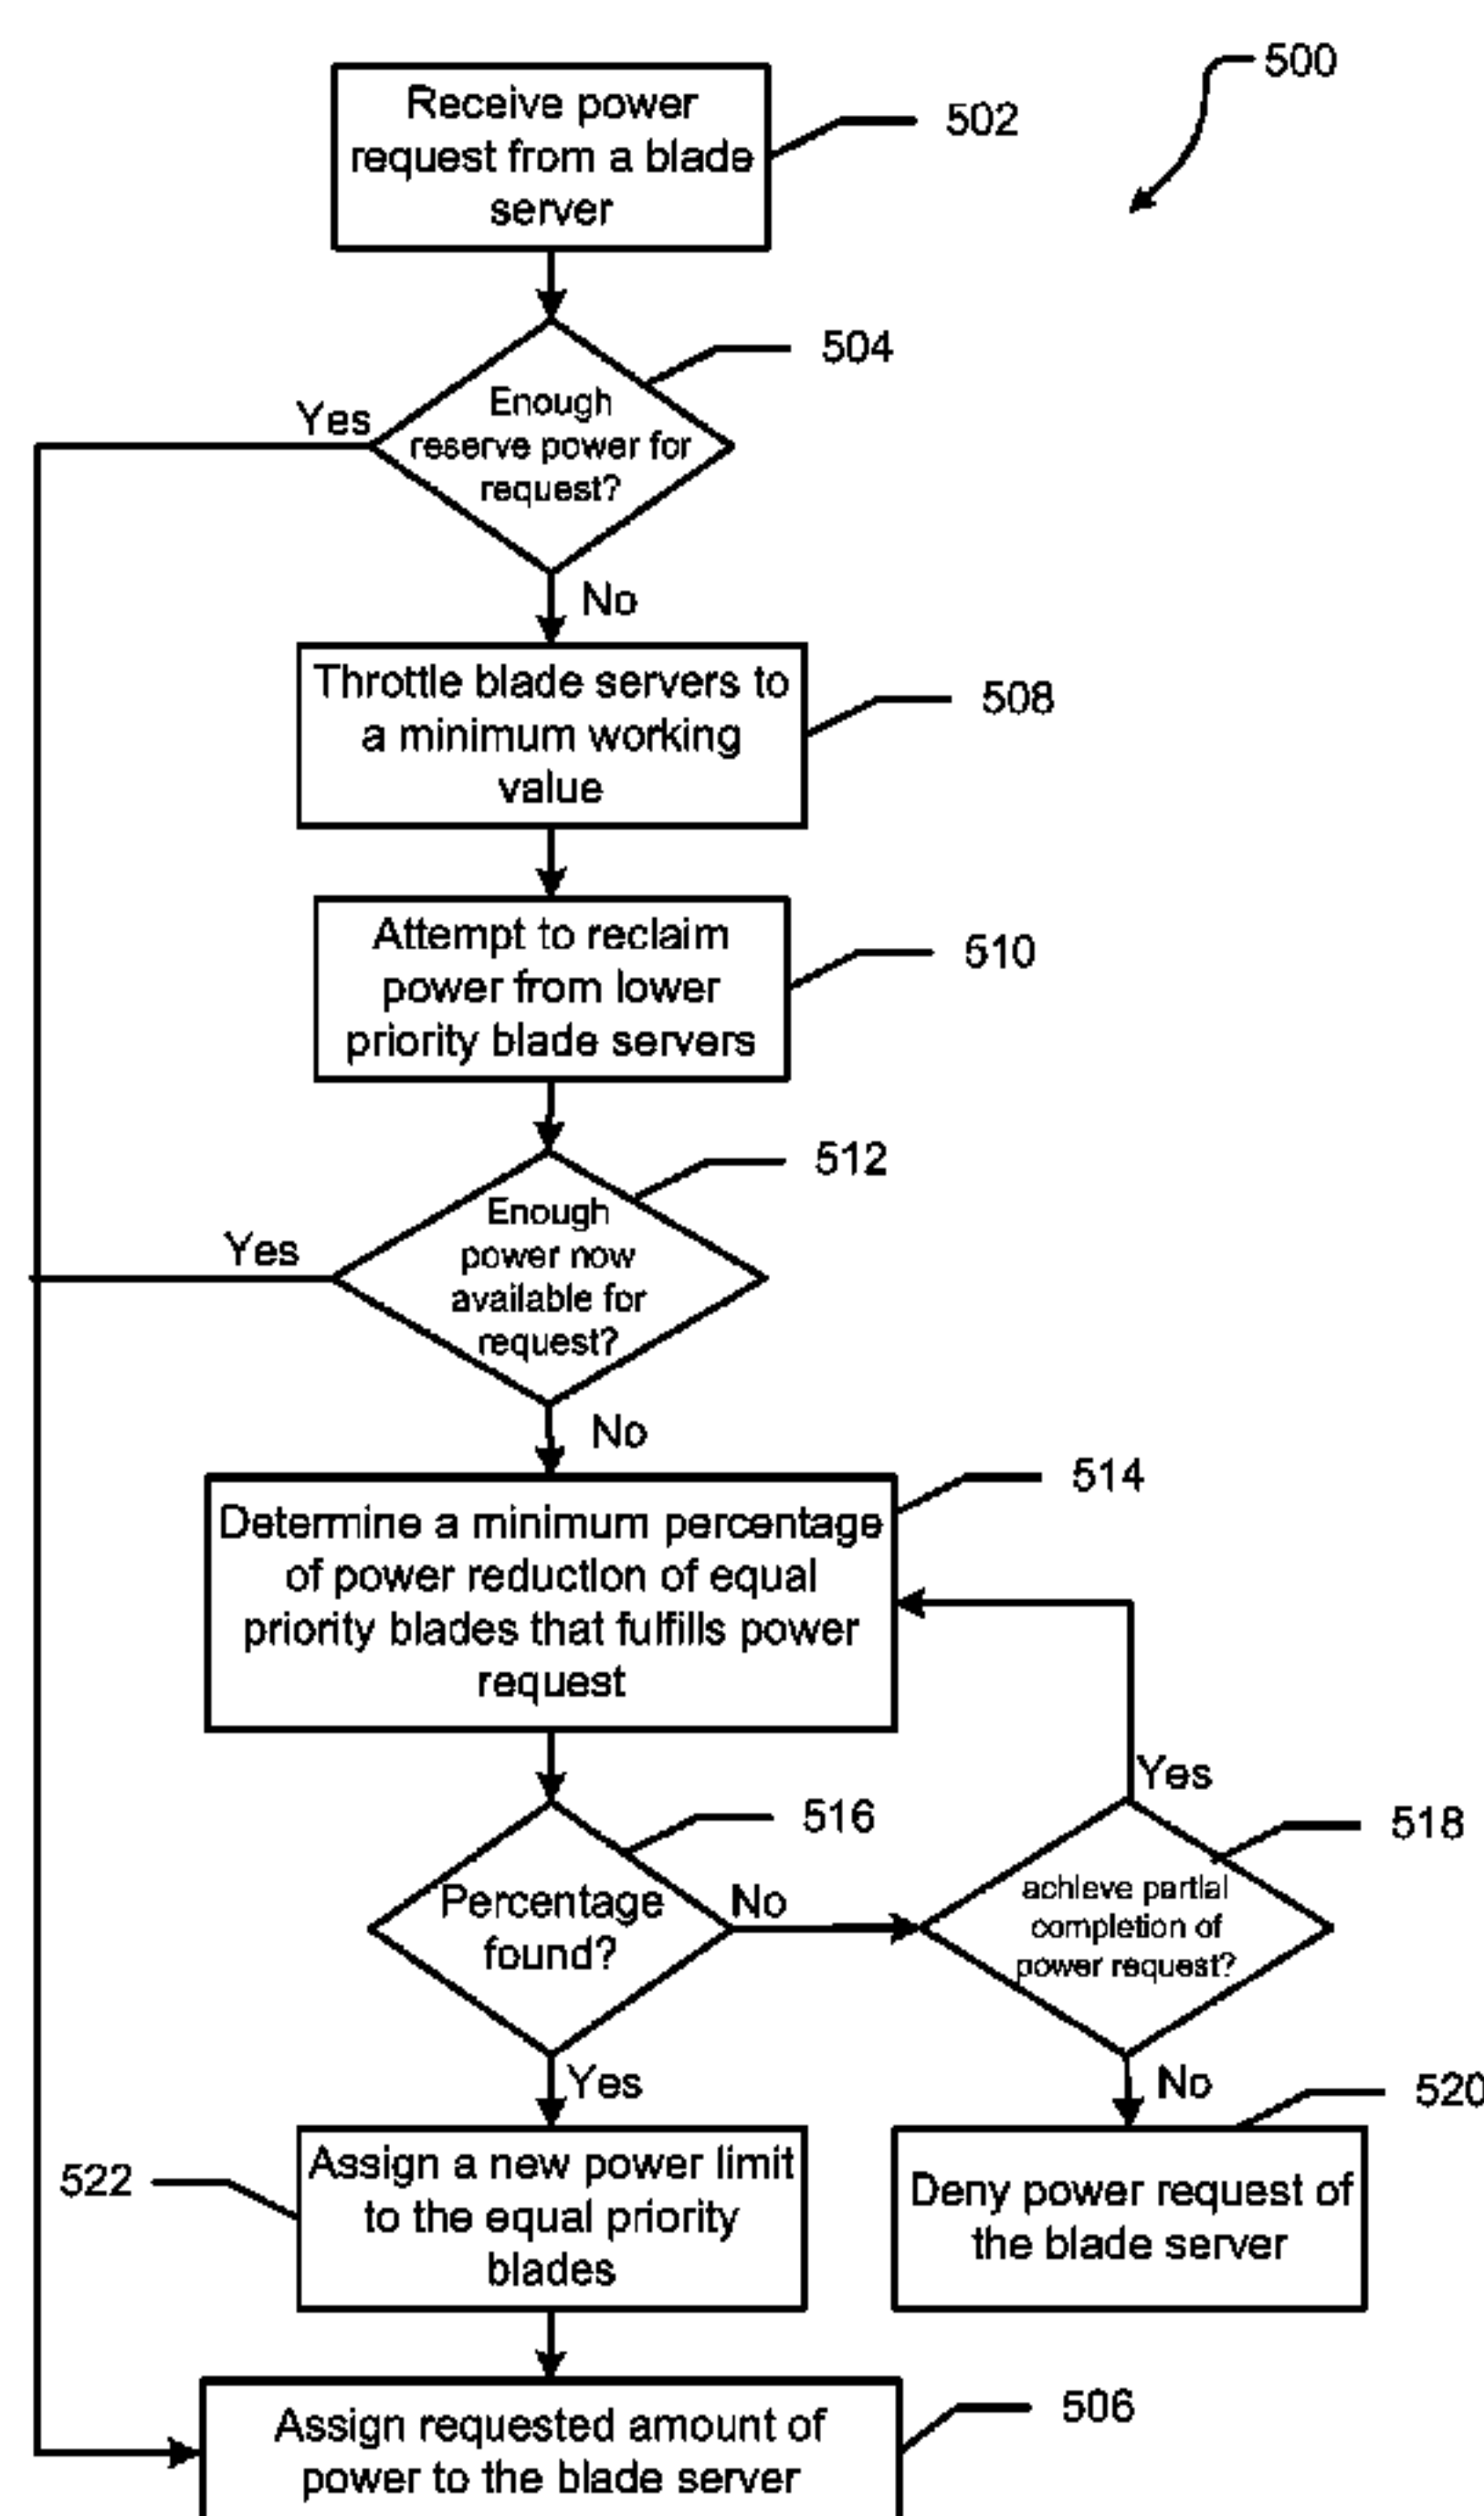 500
Receive power
request from a blade
server
502
504
Enough
reserve power for
request?
Yes
No
Throttle blade servers to
a minimum working
value
508
Attempt to reclaim
power from lower
priority blade servers
510
512
Enough
power now
available for
request?
Yes
No
514
Determine a minimum percentage
of power reduction of equal
priority blades that fulfills power
request
516
Percentage
found?
No
Yes
518
achieve partial
completion of
power request?
Yes
No
520
522
Assign a new power limit
to the equal priority
blades
Deny power request of
the blade server
506
Assign requested amount of
power to the blade server